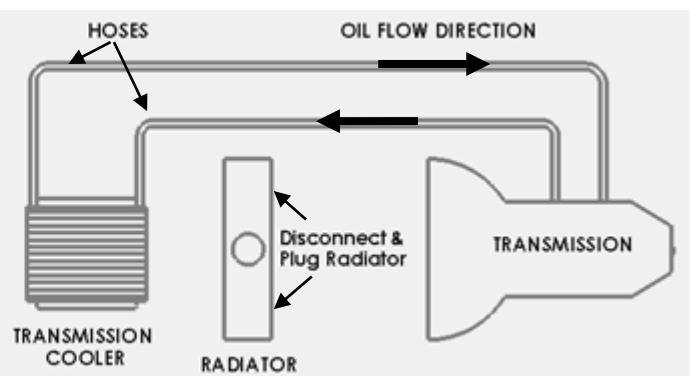 HOSES
OIL FLOW DIRECTION
Disconnect &
Plug Radiator
TRANSMISSION
TRANSMISSION
COOLER
RADIATOR